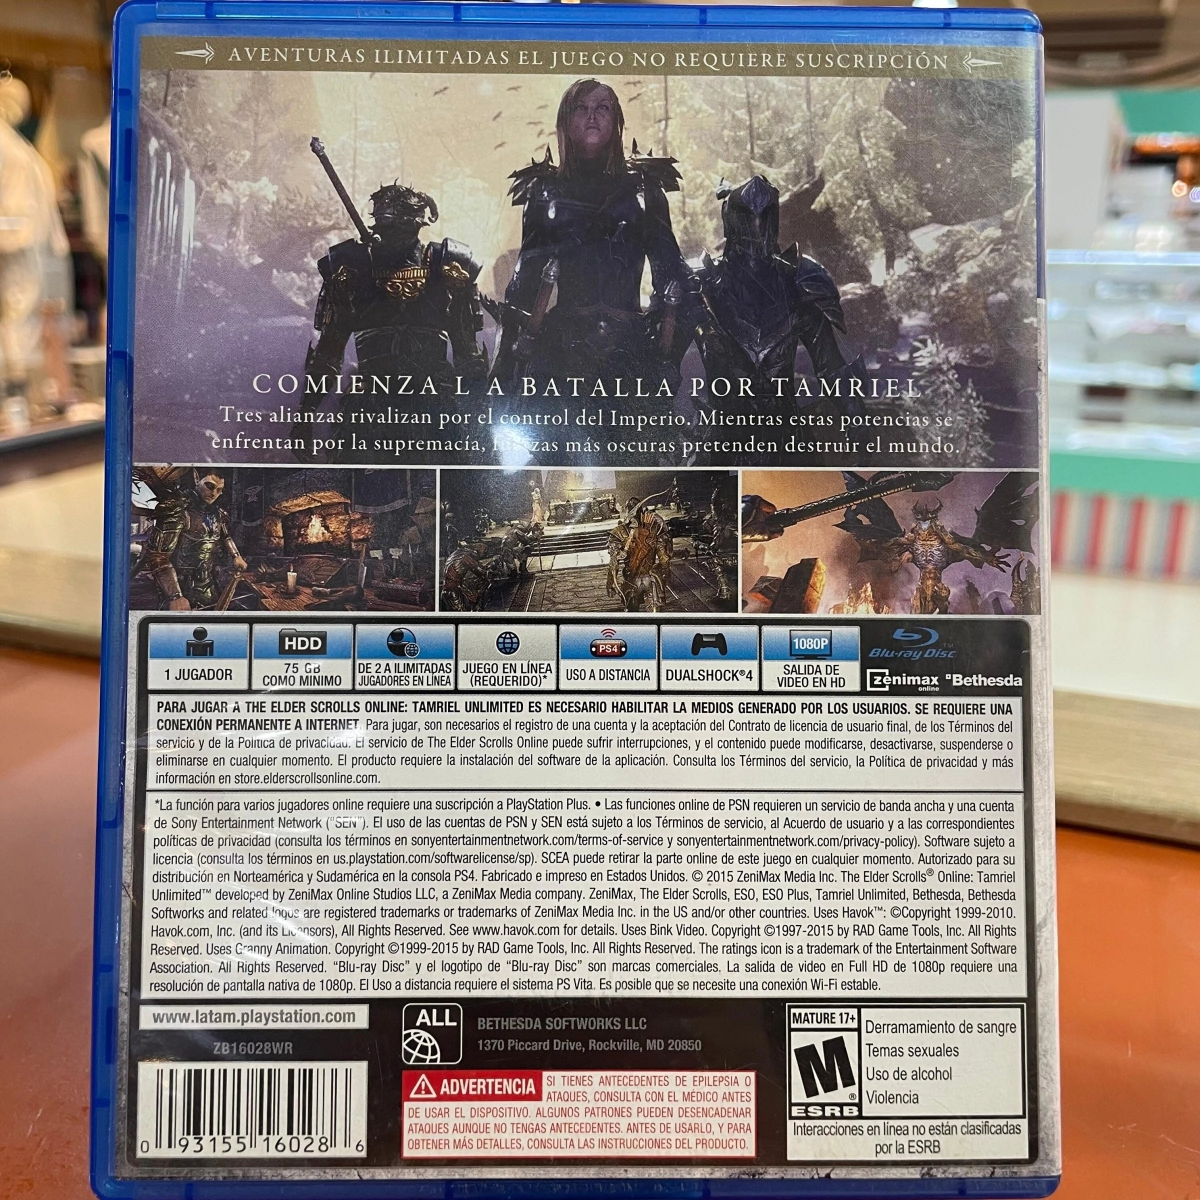 AVENTURAS ILIMITADAS EL JUEGO NO REQUIERE SUSCRIPCIÓN
COMIENZA L A BATALLA POR TAMRIEL
Tres alianzas rivalizan por el control del Imperio. Mientras estas potencias se
enfrentan por la supremacía, fuerzas más oscuras pretenden destruir el mundo.
HDD
PS4
1080P
Blu-ray Disc
1 JUGADOR
75 GB
COMO MÍNIMO
DE 2 A ILIMITADAS
JUGADORES EN LÍNEA
JUEGO EN LÍNEA
(REQUERIDO)*
USO A DISTANCIA
DUALSHOCK®4
SALIDA DE
VIDEO EN HD
zenimax online
Bethesda
PARA JUGAR A THE ELDER SCROLLS ONLINE: TAMRIEL UNLIMITED ES NECESARIO HABILITAR LA MEDIOS GENERADO POR LOS USUARIOS. SE REQUIERE UNA
CONEXIÓN PERMANENTE A INTERNET. Para jugar, son necesarios el registro de una cuenta y la aceptación del Contrato de licencia de usuario final, de los Términos del
servicio y de la Política de privacidad. El servicio de The Elder Scrolls Online puede sufrir interrupciones, y el contenido puede modificarse, desactivarse, suspenderse o
eliminarse en cualquier momento. El producto requiere la instalación del software de la aplicación. Consulta los Términos del servicio, la Política de privacidad y más
información en store.elderscrollsonline.com.
*La función para varios jugadores online requiere una suscripción a PlayStation Plus. • Las funciones online de PSN requieren un servicio de banda ancha y una cuenta
de Sony Entertainment Network ("SEN"). El uso de las cuentas de PSN y SEN está sujeto a los Términos de servicio, al Acuerdo de usuario y a las correspondientes
políticas de privacidad (consulta los términos en sonyentertainmentnetwork.com/terms-of-service y sonyentertainmentnetwork.com/privacy-policy). Software sujeto a
licencia (consulta los términos en us.playstation.com/softwarelicense/sp). SCEA puede retirar la parte online de este juego en cualquier momento. Autorizado para su
distribución en Norteamérica y Sudamérica en la consola PS4. Fabricado e impreso en Estados Unidos. © 2015 ZeniMax Media Inc. The Elder Scrolls® Online: Tamriel
Unlimited™ developed by ZeniMax Online Studios LLC, a ZeniMax Media company. ZeniMax, The Elder Scrolls, ESO, ESO Plus, Tamriel Unlimited, Bethesda, Bethesda
Softworks and related logos are registered trademarks or trademarks of ZeniMax Media Inc. in the US and/or other countries. Uses Havok™: ©Copyright 1999-2010.
Havok.com, Inc. (and its Licensors), All Rights Reserved. See www.havok.com for details. Uses Bink Video. Copyright ©1997-2015 by RAD Game Tools, Inc. All Rights
Reserved. Uses Granny Animation. Copyright ©1999-2015 by RAD Game Tools, Inc. All Rights Reserved. The ratings icon is a trademark of the Entertainment Software
Association. All Rights Reserved. "Blu-ray Disc" y el logotipo de "Blu-ray Disc" son marcas comerciales. La salida de video en Full HD de 1080p requiere una
resolución de pantalla nativa de 1080p. El Uso a distancia requiere el sistema PS Vita. Es posible que se necesite una conexión Wi-Fi estable.
www.latam.playstation.com
ZB16028WR
0 93155 16028 6
ALL
BETHESDA SOFTWORKS LLC
1370 Piccard Drive, Rockville, MD 20850
ADVERTENCIA SI TIENES ANTECEDENTES DE EPILEPSIA O
ATAQUES, CONSULTA CON EL MÉDICO ANTES
DE USAR EL DISPOSITIVO. ALGUNOS PATRONES PUEDEN DESENCADENAR
ATAQUES AUNQUE NO TENGAS ANTECEDENTES. ANTES DE USARLO, Y PARA
OBTENER MÁS DETALLES, CONSULTA LAS INSTRUCCIONES DEL PRODUCTO.
MATURE 17+
M
®
ESRB
Derramamiento de sangre
Temas sexuales
Uso de alcohol
Violencia
Interacciones en línea no están clasificadas
por la ESRB